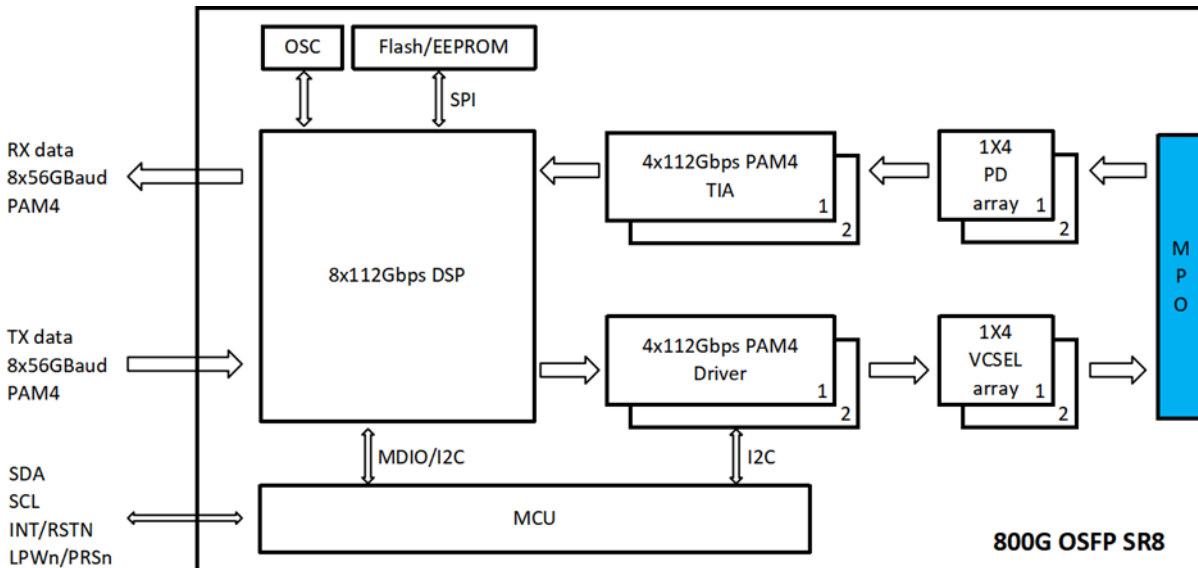 OSC
Flash/EEPROM
SPI
RX data
8x56GBaud
PAM4
4x112Gbps PAM4
TIA
1
2
1X4
PD
array 1
2
M
P
O
8x112Gbps DSP
TX data
8x56GBaud
PAM4
4x112Gbps PAM4
Driver
1
2
1X4
VCSEL
array 1
2
MDIO/I2C
I2C
SDA
SCL
INT/RSTN
LPWn/PRSn
MCU
800G OSFP SR8